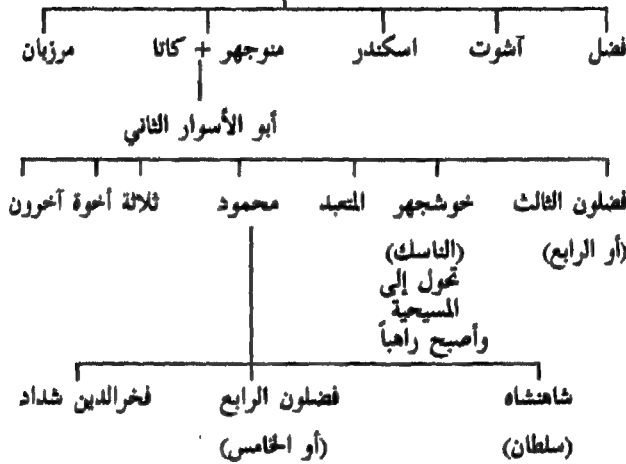 فضل آشوت اسكندر منوجهر + كاتا مرزبان
أبو الأسوار الثاني
فضلون الثالث خوشجهر المتعبد محمود ثلاثة أخوة آخرون
(أو الرابع) (الناسك)
تحول إلى
المسيحية
وأصبح راهباً
شاهنشاه فضلون الرابع فخرالدين شداد
(سلطان) (أو الخامس)